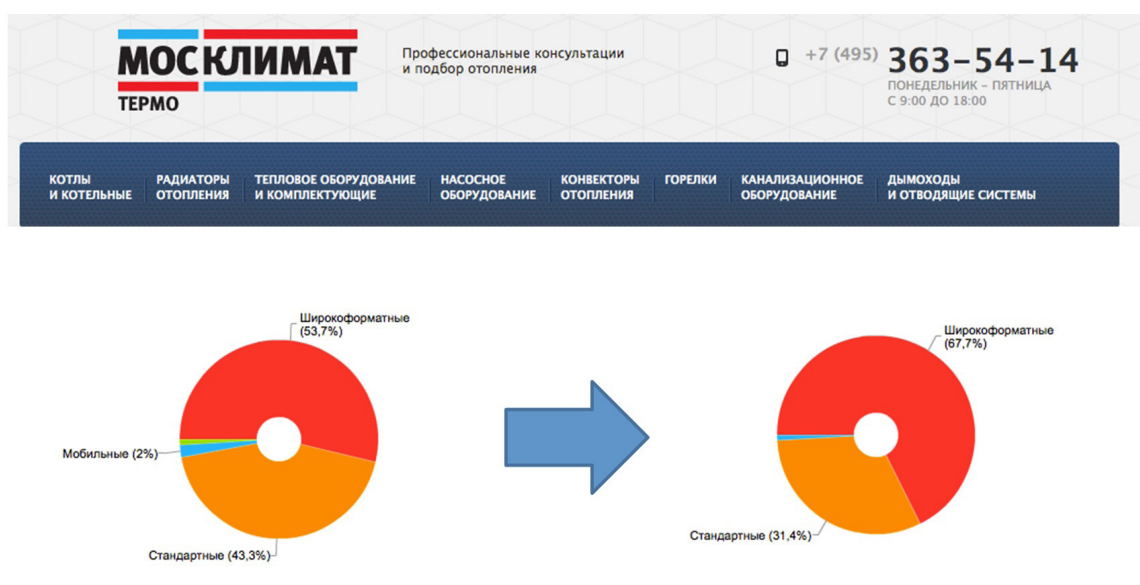 МОСКЛИМАТ
ТЕРМО
Профессиональные консультации
и подбор отопления
+7 (495) 363-54-14
ПОНЕДЕЛЬНИК – ПЯТНИЦА
С 9:00 ДО 18:00
КОТЛЫ
И КОТЕЛЬНЫЕ
РАДИАТОРЫ
ОТОПЛЕНИЯ
ТЕПЛОВОЕ ОБОРУДОВАНИЕ
И КОМПЛЕКТУЮЩИЕ
НАСОСНОЕ
ОБОРУДОВАНИЕ
КОНВЕКТОРЫ
ОТОПЛЕНИЯ
ГОРЕЛКИ
КАНАЛИЗАЦИОННОЕ
ОБОРУДОВАНИЕ
ДЫМОХОДЫ
И ОТВОДЯЩИЕ СИСТЕМЫ
Широкоформатные
(53,7%)
Мобильные (2%)
Стандартные (43,3%)
Широкоформатные
(67,7%)
Стандартные (31,4%)